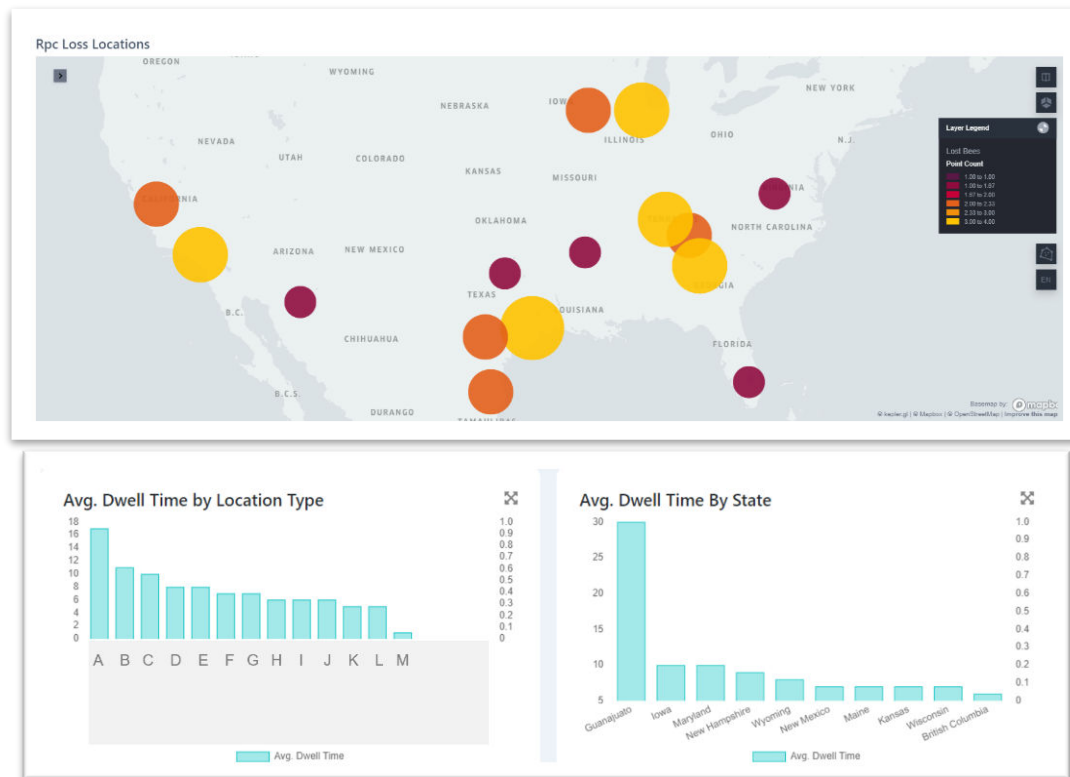 Rpc Loss Locations
OREGON
WYOMING
NEBRASKA
IOWA
NEW YORK
NEVADA
UTAH
COLORADO
ILLINOIS
OHIO
N.J.
KANSAS
MISSOURI
CALIFORNIA
OKLAHOMA
NORTH CAROLINA
ARIZONA
NEW MEXICO
TEXAS
LOUISIANA
GEORGIA
B.C.
CHIHUAHUA
FLORIDA
B.C.S.
DURANGO
TAMAULIPAS
Layer Legend
Point Count
1.00 to 1.00
1.00 to 1.67
1.67 to 2.00
2.00 to 2.33
2.33 to 3.00
3.00 to 4.00
EN
Basemap by: mapbox
© kepler.gl | © Mapbox | © OpenStreetMap | Improve this map
Avg. Dwell Time by Location Type
18
16
14
12
10
8
6
4
2
0
1.0
0.9
0.8
0.7
0.6
0.5
0.4
0.3
0.2
0.1
0
A B C D E F G H I J K L M
Avg. Dwell Time
Avg. Dwell Time By State
30
25
20
15
10
5
1.0
0.9
0.8
0.7
0.6
0.5
0.4
0.3
0.2
0.1
0
Guanajuato
Iowa
Maryland
New Hampshire
Wyoming
New Mexico
Maine
Kansas
Wisconsin
British Columbia
Avg. Dwell Time